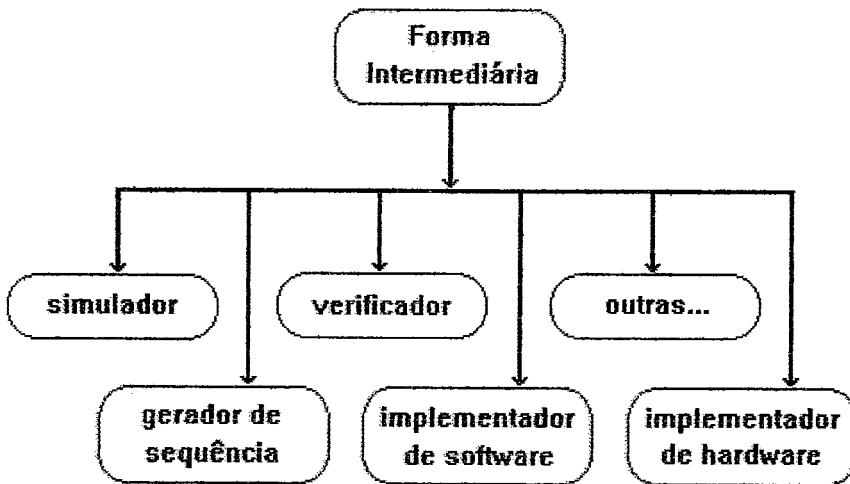 Forma
Intermediária
simulador
verificador
outras...
gerador de
sequência
implementador
de software
implementador
de hardware